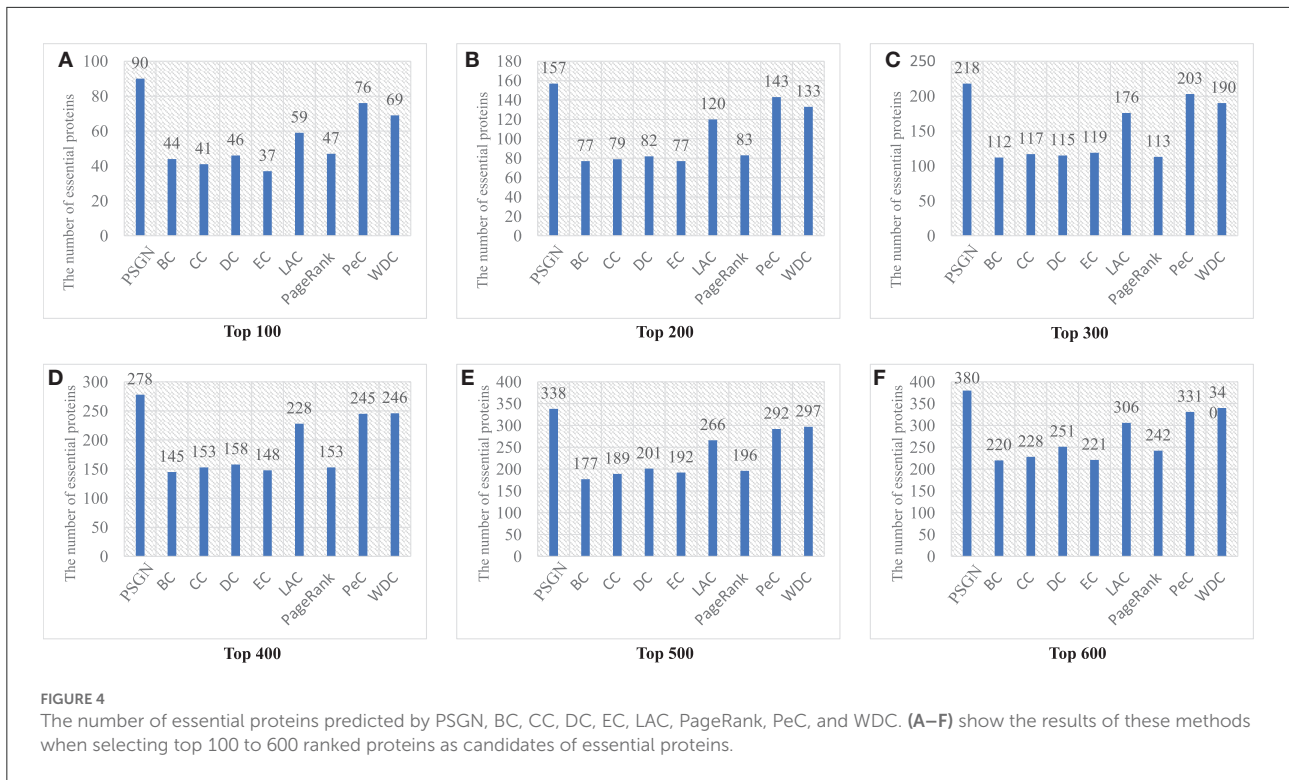 A
The number of essential proteins
100
80
60
40
20
0
90
44
41
46
37
59
47
76
69
PSGN
BC
CC
DC
EC
LAC
PageRank
PeC
WDC
Top 100
B
The number of essential proteins
180
160
140
120
100
80
60
40
20
0
157
77
79
82
77
120
83
143
133
PSGN
BC
CC
DC
EC
LAC
PageRank
PeC
WDC
Top 200
C
The number of essential proteins
250
200
150
100
50
0
218
112
117
115
119
176
113
203
190
PSGN
BC
CC
DC
EC
LAC
PageRank
PeC
WDC
Top 300
D
The number of essential proteins
300
250
200
150
100
50
0
278
145
153
158
148
228
153
245
246
PSGN
BC
CC
DC
EC
LAC
PageRank
PeC
WDC
Top 400
E
The number of essential proteins
400
350
300
250
200
150
100
50
0
338
177
189
201
192
266
196
292
297
PSGN
BC
CC
DC
EC
LAC
PageRank
PeC
WDC
Top 500
F
The number of essential proteins
400
350
300
250
200
150
100
50
0
380
220
228
251
221
306
242
331
34
0
PSGN
BC
CC
DC
EC
LAC
PageRank
PeC
WDC
Top 600
FIGURE 4
The number of essential proteins predicted by PSGN, BC, CC, DC, EC, LAC, PageRank, PeC, and WDC. (A–F) show the results of these methods
when selecting top 100 to 600 ranked proteins as candidates of essential proteins.